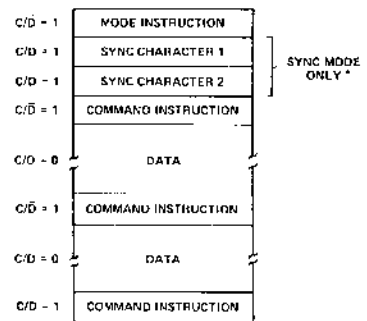 C/D̄ = 1 MODE INSTRUCTION
C/D̄ = 1 SYNC CHARACTER 1
C/D̄ = 1 SYNC CHARACTER 2
SYNC MODE
ONLY *
C/D̄ = 1 COMMAND INSTRUCTION
C/D̄ = 0 DATA
C/D̄ = 1 COMMAND INSTRUCTION
C/D̄ = 0 DATA
C/D̄ = 1 COMMAND INSTRUCTION